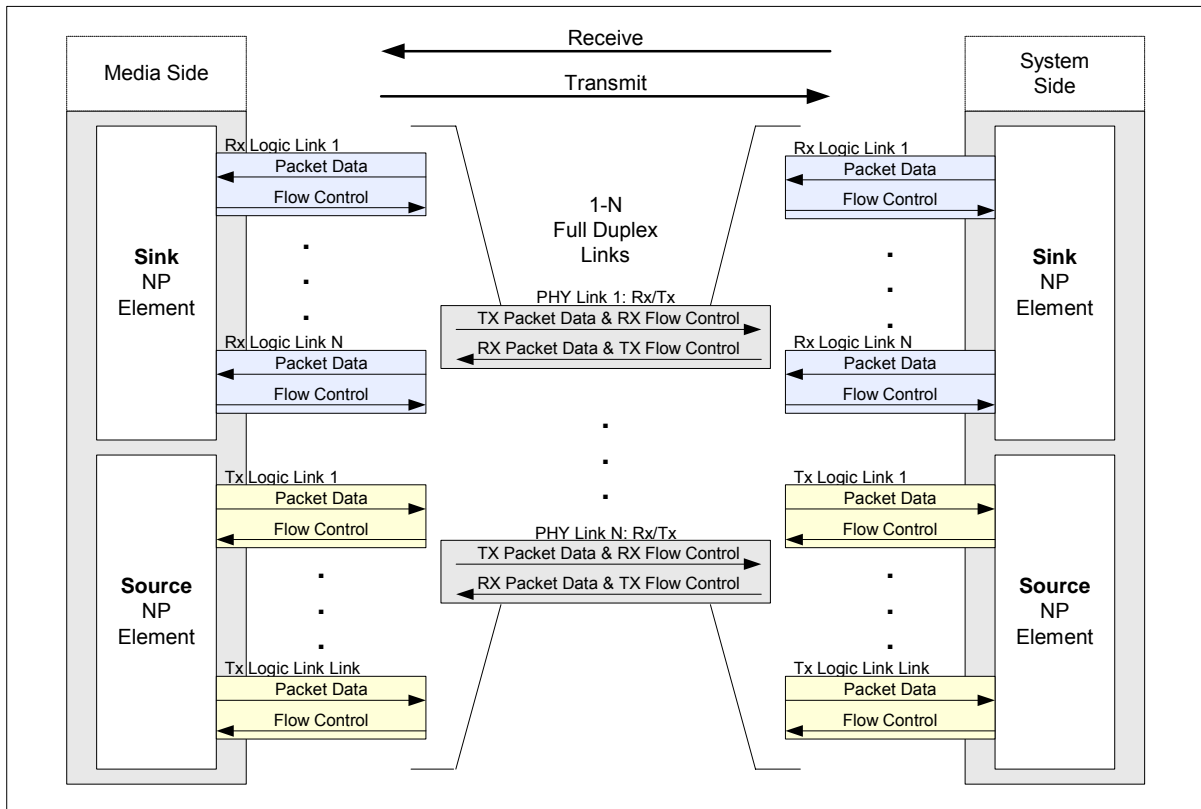 Receive
Transmit
Media Side
System
Side
Rx Logic Link 1
Packet Data
Flow Control
Sink
NP
Element
Rx Logic Link N
Packet Data
Flow Control
Tx Logic Link 1
Packet Data
Flow Control
Source
NP
Element
Tx Logic Link Link
Packet Data
Flow Control
1-N
Full Duplex
Links
PHY Link 1: Rx/Tx
TX Packet Data & RX Flow Control
RX Packet Data & TX Flow Control
PHY Link N: Rx/Tx
TX Packet Data & RX Flow Control
RX Packet Data & TX Flow Control
Rx Logic Link 1
Packet Data
Flow Control
Rx Logic Link N
Packet Data
Flow Control
Sink
NP
Element
Tx Logic Link 1
Packet Data
Flow Control
Tx Logic Link Link
Packet Data
Flow Control
Source
NP
Element